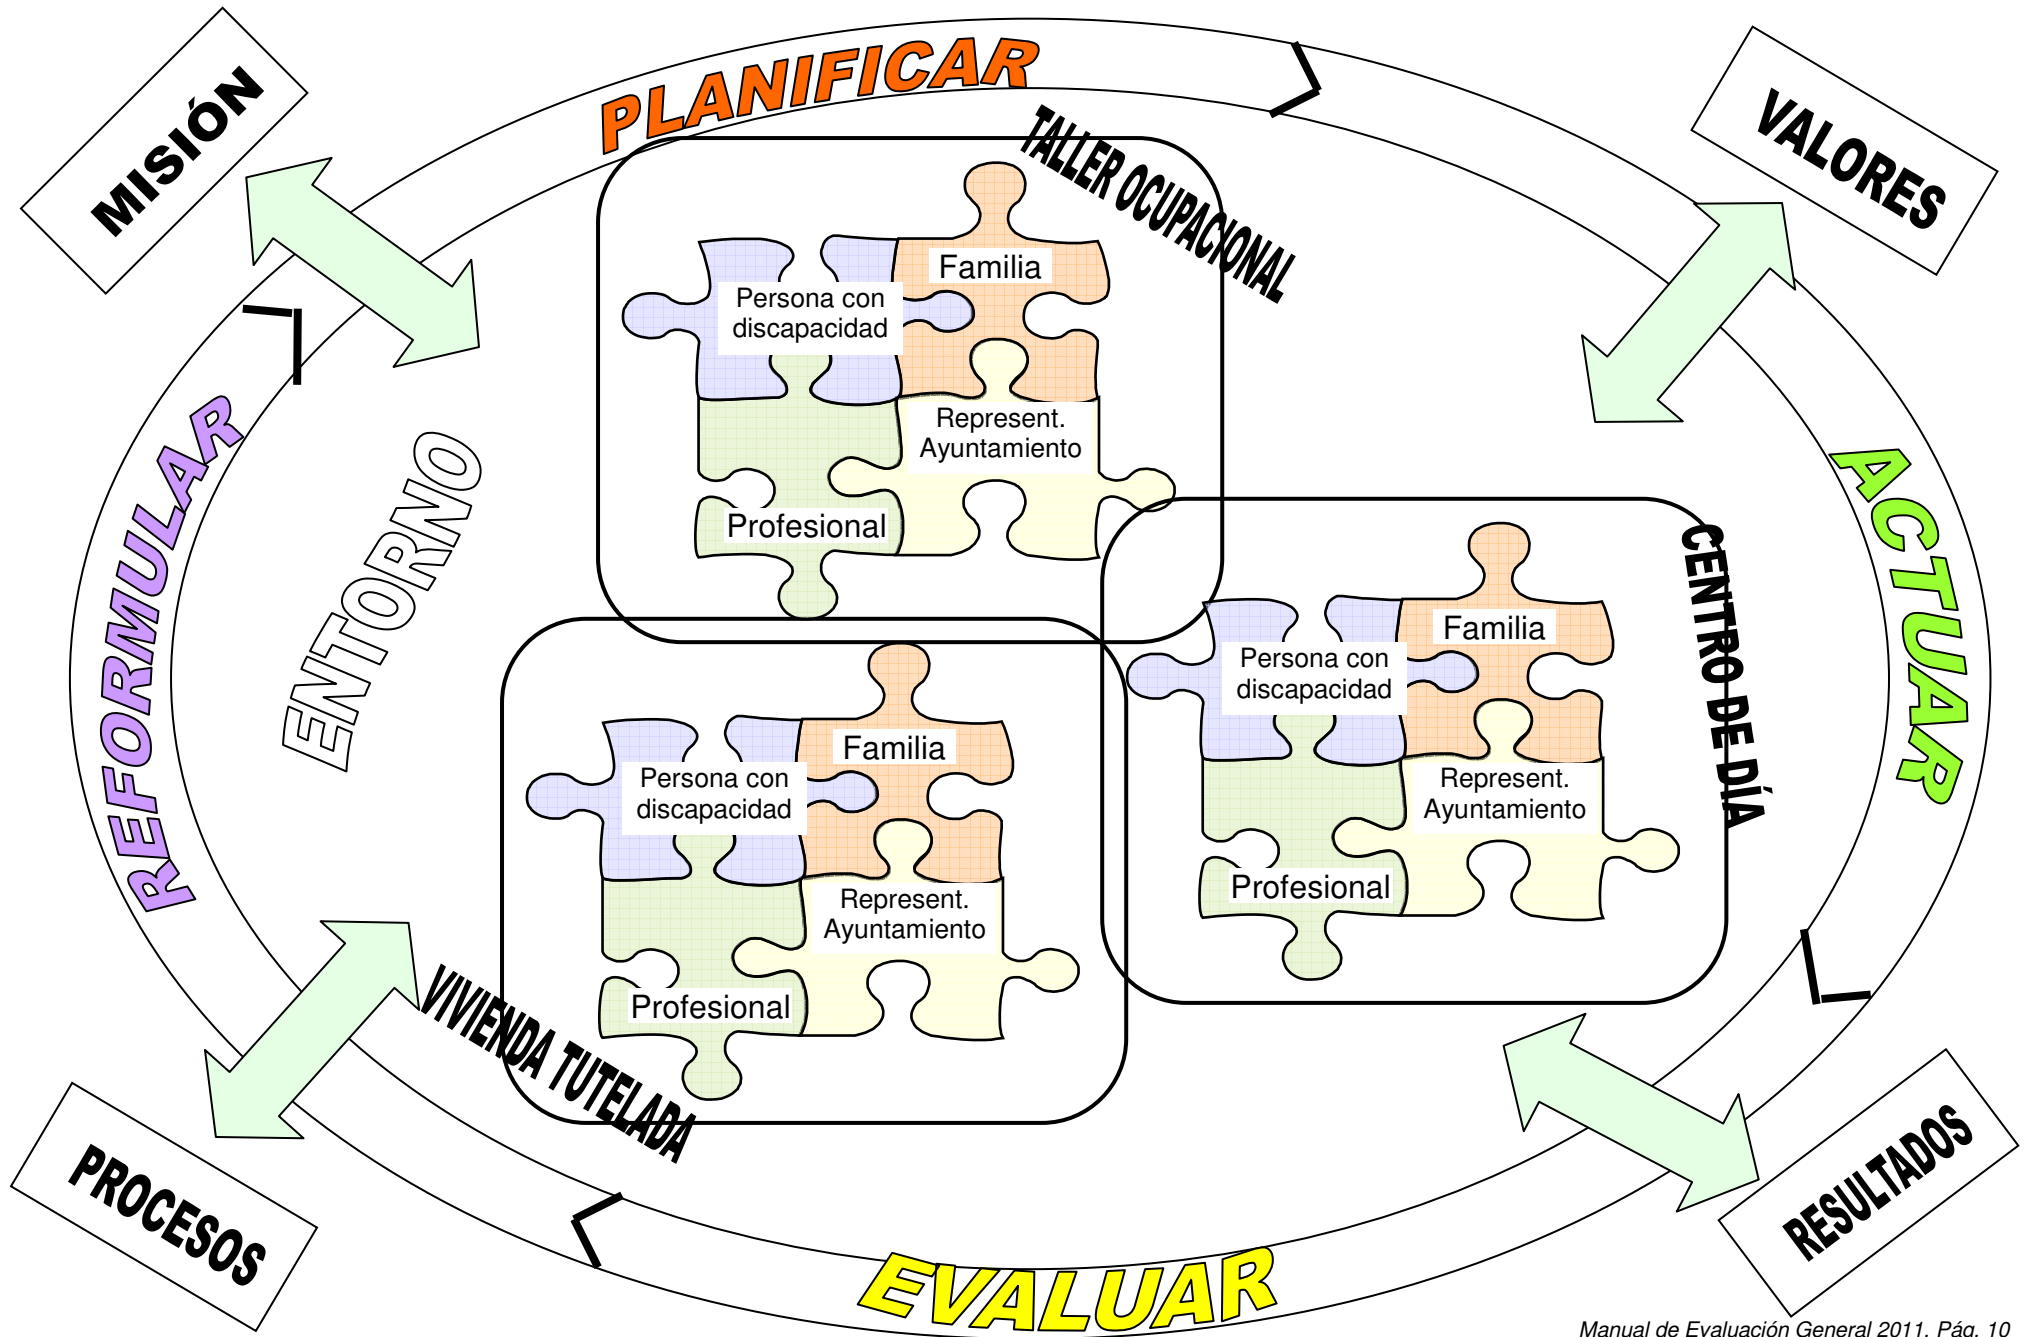 PLANIFICAR
MISIÓN
VALORES
TALLER OCUPACIONAL
Familia
Persona con
discapacidad
Represent.
Ayuntamiento
Profesional
REFORMULAR
ENTORNO
ACTUAR
CENTRO DE DÍA
Familia
Persona con
discapacidad
Represent.
Ayuntamiento
Profesional
Familia
Persona con
discapacidad
Represent.
Ayuntamiento
Profesional
VIVIENDA TUTELADA
PROCESOS
RESULTADOS
EVALUAR
Manual de Evaluación General 2011. Pág. 10